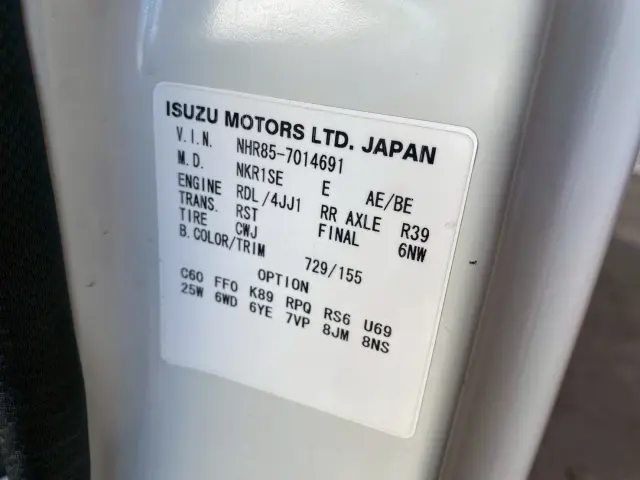 ISUZU MOTORS LTD. JAPAN
V.I.N. NHR85-7014691
M.D. NKR1SE E AE/BE
ENGINE RDL/4JJ1 RR AXLE R39
TRANS. RST FINAL 6NW
TIRE CWJ
B.COLOR/TRIM 729/155
OPTION
C60 FF0 K89 RPQ RS6 U69
25W 6WD 6YE 7VP 8JM 8NS